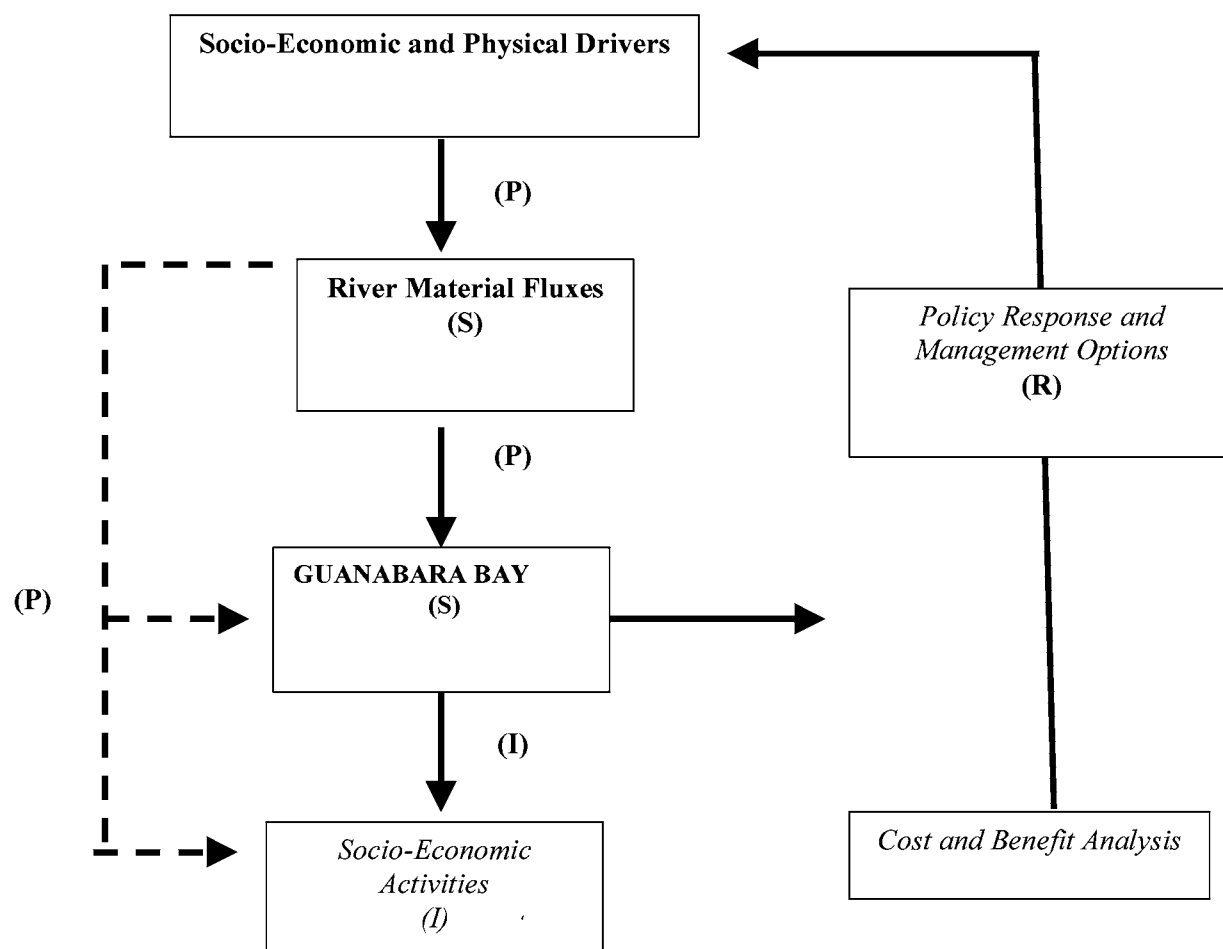 Socio-Economic and Physical Drivers
(P)
River Material Fluxes
(S)
Policy Response and
Management Options
(R)
(P)
GUANABARA BAY
(S)
(P)
(I)
Socio-Economic
Activities
(I)
Cost and Benefit Analysis